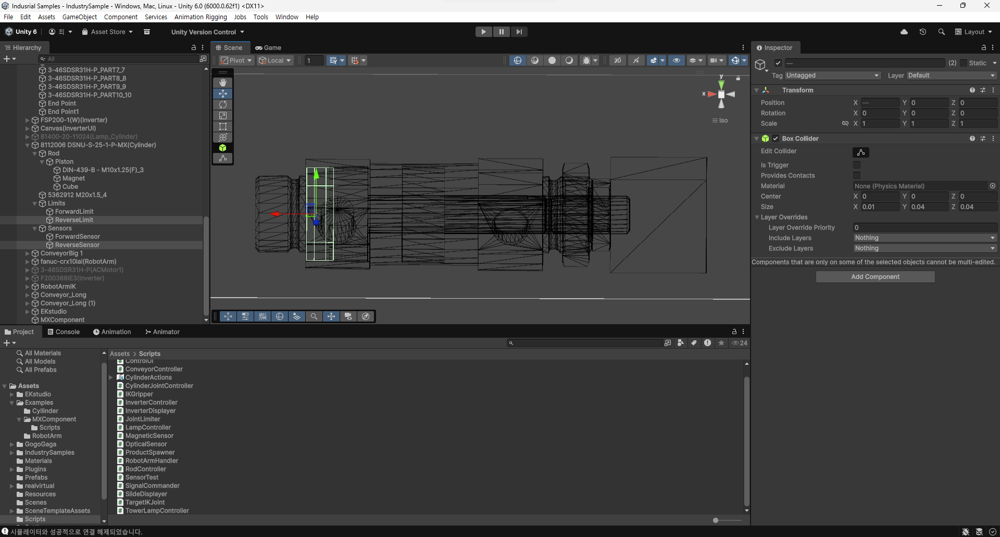 Indusrial Samples - IndustrySample - Windows, Mac, Linux - Unity 6.0 (6000.0.62f1) <DX11>
File Edit Assets GameObject Component Services Animation Rigging Jobs Tools Window Help
Unity 6 최 Asset Store Unity Version Control Layout
Hierarchy
All
3-46SDSR31H-P_PART7_7
3-46SDSR31H-P_PART8_8
3-46SDSR31H-P_PART9_9
3-46SDSR31H-P_PART10_10
End Point
End Point1
FSP200-1(W)(Inverter)
Canvas(InverterUI)
81400-20-11024(Lamp_Cylinder)
8112006 DSNU-S-25-1-P-MX(Cylinder)
Rod
Piston
DIN-439-B - M10x1.25(F)_3
Magnet
Cube
5362912 M20x1.5_4
Limits
ForwardLimit
ReverseLimit
Sensors
ForwardSensor
ReverseSensor
ConveyorBig 1
fanuc-crx10ial(RobotArm)
3-46SDSR31H-P(ACMotor1)
F200366IE3(Inverter)
RobotArmIK
Conveyor_Long
Conveyor_Long (1)
EKstudio
MXComponent
Scene Game
Pivot Local 1 2D
y
x
Iso
Inspector
— (2) Static
Tag Untagged Layer Default
Transform
Position X — Y 0 Z 0
Rotation X 0 Y 0 Z 0
Scale X 1 Y 1 Z 1
Box Collider
Edit Collider
Is Trigger
Provides Contacts
Material None (Physics Material)
Center X 0 Y 0 Z 0
Size X 0.01 Y 0.04 Z 0.04
Layer Overrides
Layer Override Priority 0
Include Layers Nothing
Exclude Layers Nothing
Components that are only on some of the selected objects cannot be multi-edited.
Add Component
Project Console Animation Animator
24
All Materials
All Models
All Prefabs
Assets
EKstudio
Examples
Cyllinder
MXComponent
Scripts
RobotArm
GogoGaga
IndustrySamples
Materials
Plugins
Prefabs
realvirtual
Resources
Scenes
SceneTemplateAssets
Scripts
Assets > Scripts
ControlUI
ConveyorController
CylinderActions
CylinderJointController
IKGripper
InverterController
InverterDisplayer
JointLimiter
LampController
MagneticSensor
OpticalSensor
ProductSpawner
RobotArmHandler
RodController
SensorTest
SignalCommander
SlideDisplayer
TargetIKJoint
TowerLampController
시뮬레이터와 성공적으로 연결 해제되었습니다.